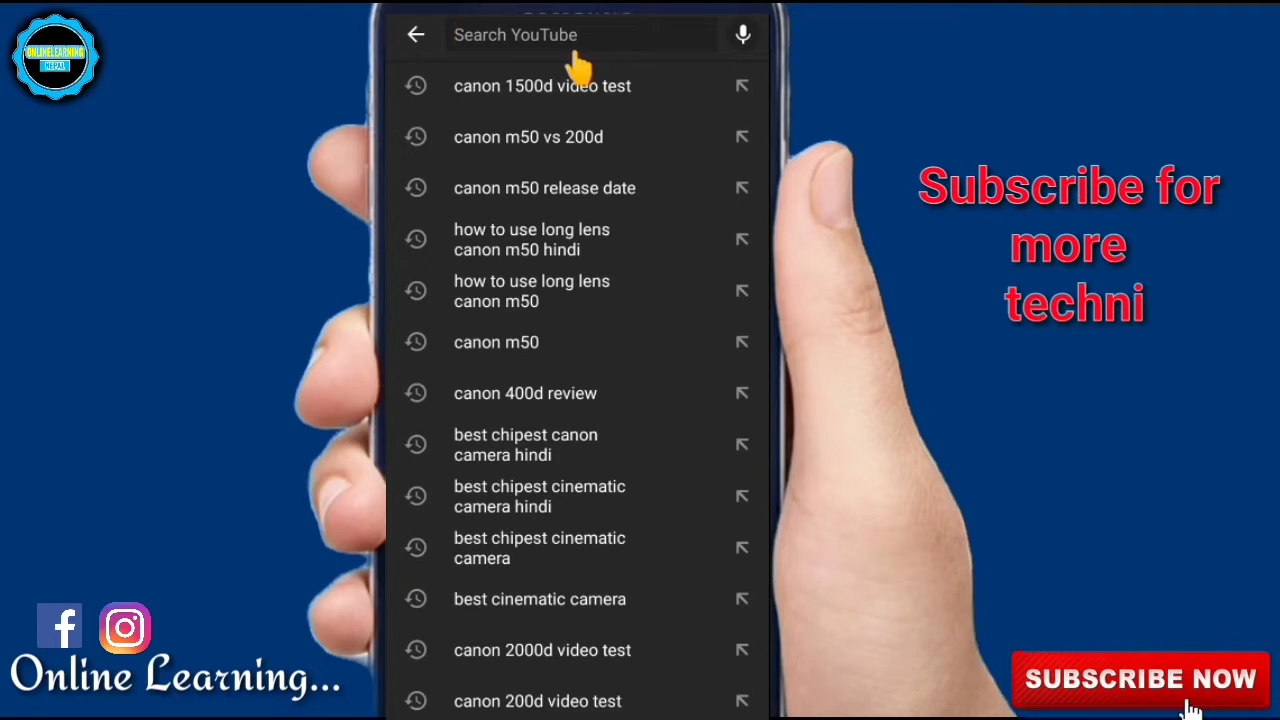 ONLINELEARNING
NEPAL
Search YouTube
canon 1500d video test
canon m50 vs 200d
canon m50 release date
how to use long lens
canon m50 hindi
how to use long lens
canon m50
canon m50
canon 400d review
best chipest canon
camera hindi
best chipest cinematic
camera hindi
best chipest cinematic
camera
best cinematic camera
canon 2000d video test
canon 200d video test
Subscribe for
more
techni
Online Learning...
SUBSCRIBE NOW